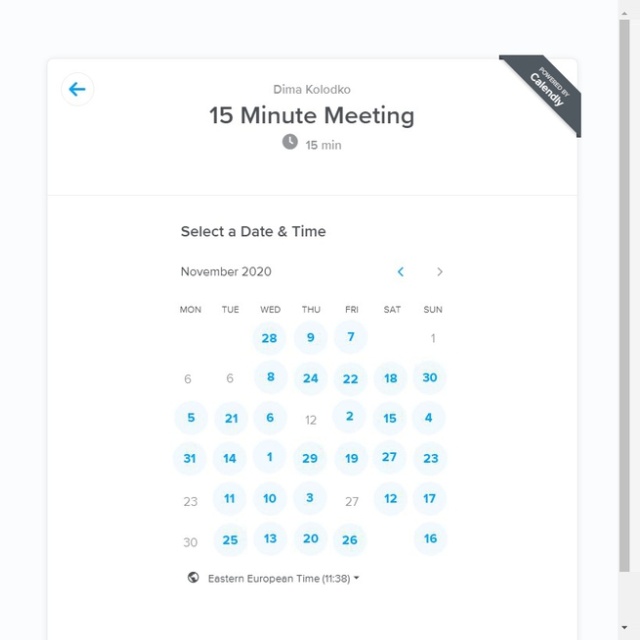 POWERED BY
Calendly
Dima Kolodko
15 Minute Meeting
15 min
Select a Date & Time
November 2020
MON TUE WED THU FRI SAT SUN
28 9 7 1
6 6 8 24 22 18 30
5 21 6 12 2 15 4
31 14 1 29 19 27 23
23 11 10 3 27 12 17
30 25 13 20 26 16
Eastern European Time (11:38)